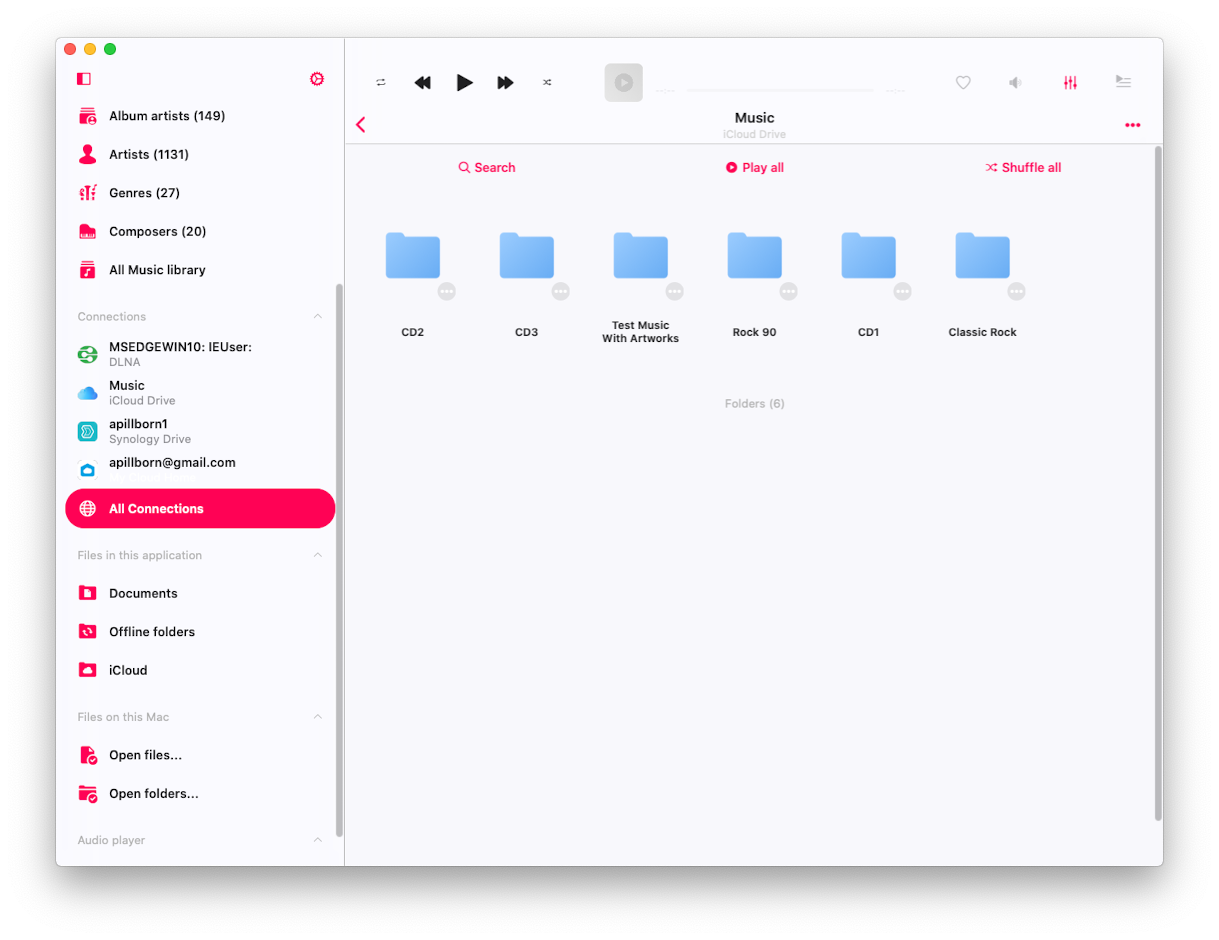 Album artists (149)
Artists (1131)
Genres (27)
Composers (20)
All Music library
Connections
MSEDGEWIN10: IEUser:
DLNA
Music
iCloud Drive
apillborn1
Synology Drive
apillborn@gmail.com
All Connections
Files in this application
Documents
Offline folders
iCloud
Files on this Mac
Open files...
Open folders...
Audio player
--:--
--:--
Music
iCloud Drive
Search
Play all
Shuffle all
CD2
CD3
Test Music
With Artworks
Rock 90
CD1
Classic Rock
Folders (6)